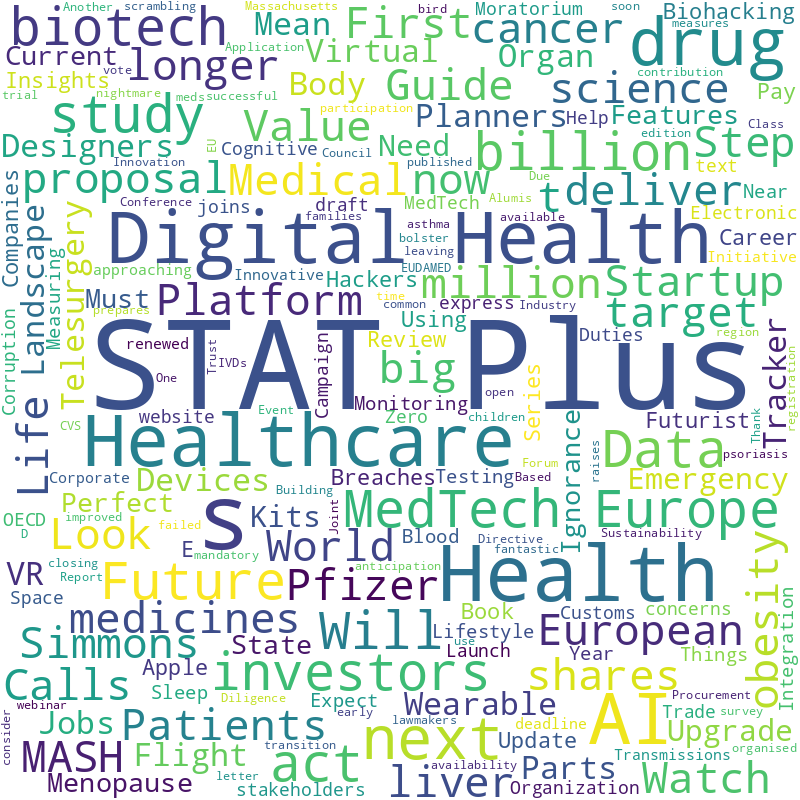 Another scrambling Massachusetts bird soon Biohacking
Moratorium measures
biotech Mean First cancer drug
Current longer Application Virtual Organ contribution
Insights Body Guide science Pay
trial vote nightmare meds successful participation
study Value Planners Help Features edition Class
Designers EU Council Need billion Step
Innovation Cognitive published Due text
proposal Conference Medical now t deliver Near
Companies joins draft MedTech Alumis Electronic
families asthma available Career
Digital Health Initiative
bolster leaving
Landscape Measuring Telesurgery approaching Innovative EUDAMED Hackers million Startup
prepares Must Platform time common express Industry target
Using Duties region
renewed Trust IVDs STAT Plus Review
Corruption One Campaign big Tracker registration
Life website Monitoring Series Futurist Thank
CVS Event Zero children open
Healthcare Ignorance raises Data psoriasis
Corporate Devices Breaches Testing Based Forum Emergency
Perfect Building Joint
OECD improved s Kits MedTech Europe
D Look failed Blood Directive Sustainability
E mandatory World fantastic
closing Report anticipation
VR Future Pfizer Health obesity
Space Book Customs concerns
medicines Will Lifestyle European Integration
Simmons State use Launch Year Things
Apple investors shares
Calls Sleep Expect Wearable Procurement
webinar Diligence early lawmakers AI Trade survey
consider Jobs Patients next deadline Upgrade
MASH Flight act Update Transmissions organised
transition availability Parts
Menopause letter stakeholders liver Organization Watch